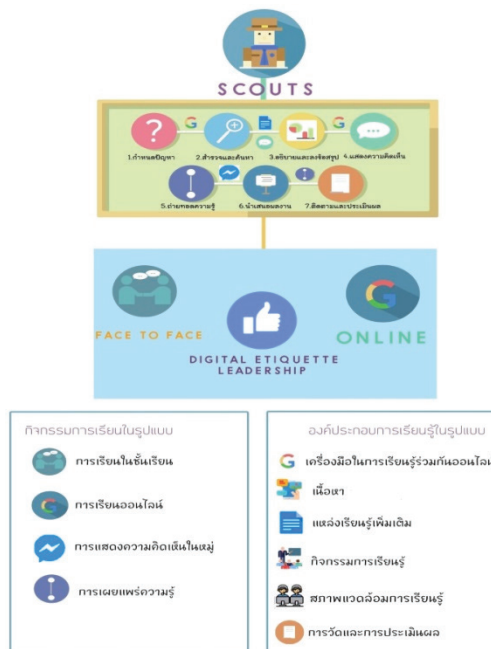 SCOUTS
1.กำหนดปัญหา 2.สำรวจและค้นหา 3.อธิบายและลงข้อสรุป 4.แสดงความคิดเห็น
5.ถ่ายทอดความรู้ 6.นำเสนอผลงาน 7.ติดตามและประเมินผล
FACE TO FACE
ONLINE
DIGITAL ETIQUETTE
LEADERSHIP
กิจกรรมการเรียนในรูปแบบ
การเรียนในชั้นเรียน
การเรียนออนไลน์
การแสดงความคิดเห็นในหมู่
การเผยแพร่ความรู้
องค์ประกอบการเรียนรู้ในรูปแบบ
เครื่องมือในการเรียนรู้ร่วมกันออนไลน์
เนื้อหา
แหล่งเรียนรู้เพิ่มเติม
กิจกรรมการเรียนรู้
สภาพแวดล้อมการเรียนรู้
การวัดและการประเมินผล